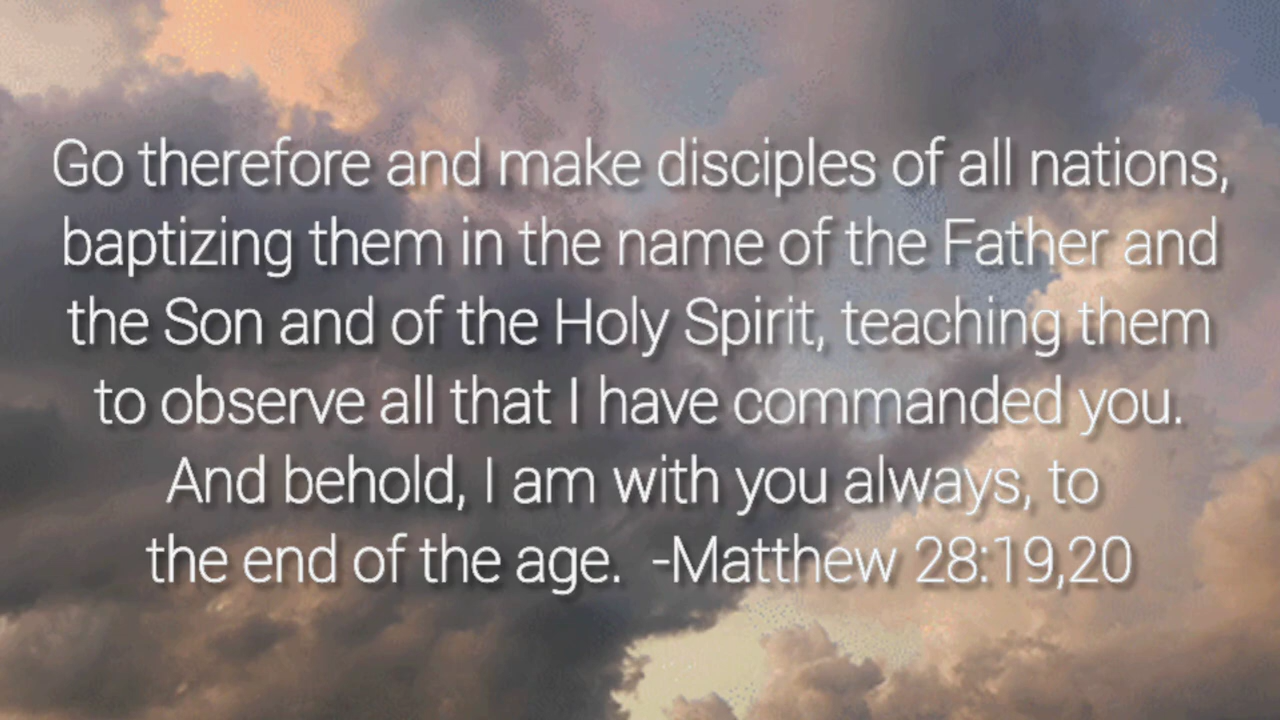 Go therefore and make disciples of all nations,
baptizing them in the name of the Father and
the Son and of the Holy Spirit, teaching them
to observe all that I have commanded you.
And behold, I am with you always, to
the end of the age.  -Matthew 28:19,20